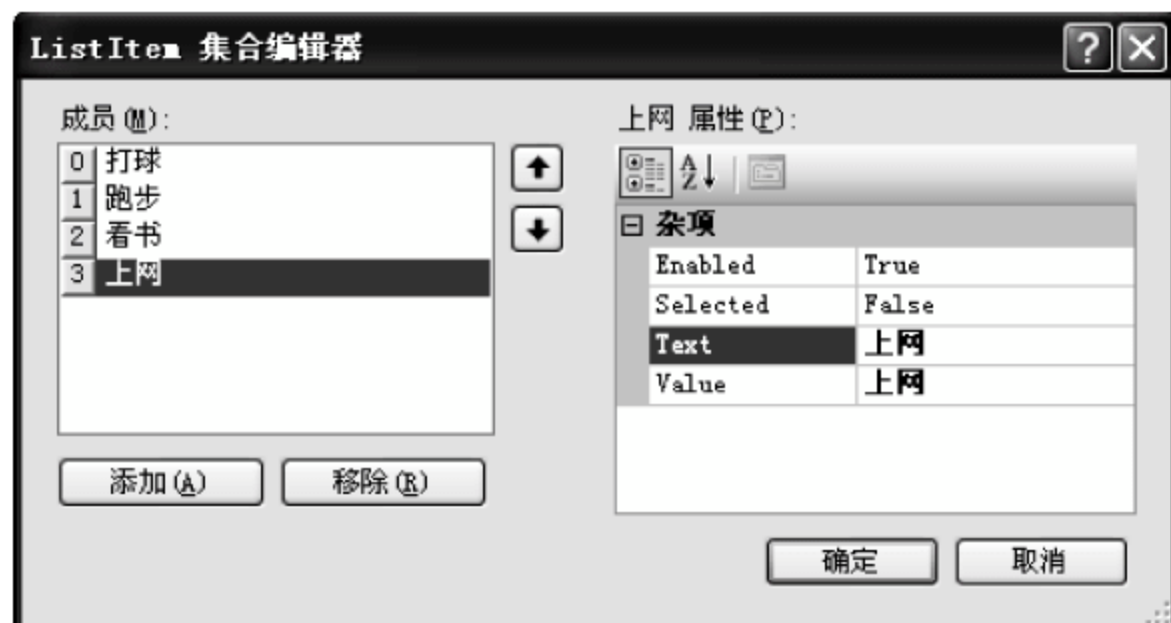 ListItem 集合编辑器
成员(M):
0 打球
1 跑步
2 看书
3 上网
添加(A)
移除(R)
上网 属性(P):
杂项
Enabled True
Selected False
Text 上网
Value 上网
确定
取消